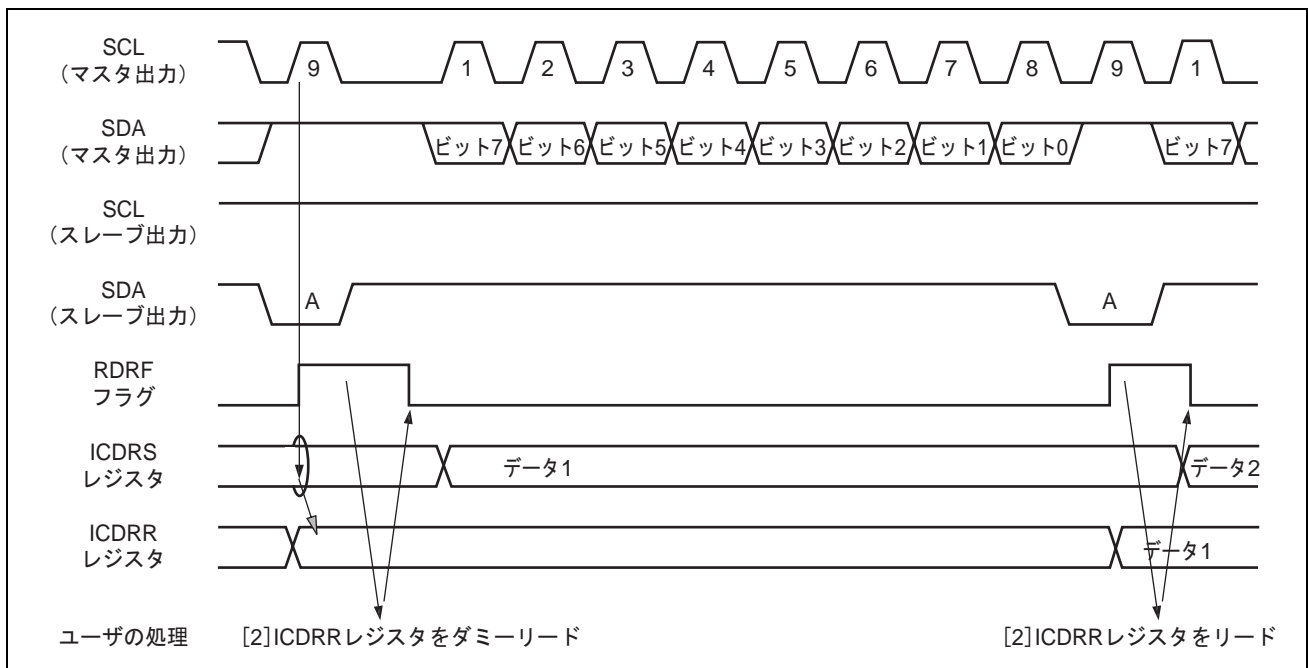 SCL
（マスタ出力）
9 1 2 3 4 5 6 7 8 9 1
SDA
（マスタ出力）
ビット7 ビット6 ビット5 ビット4 ビット3 ビット2 ビット1 ビット0 ビット7
SCL
（スレーブ出力）
SDA
（スレーブ出力）
A A
RDRF
フラグ
ICDRS
レジスタ
データ1 データ2
ICDRR
レジスタ
データ1
ユーザの処理 [2]ICDRRレジスタをダミーリード [2]ICDRRレジスタをリード